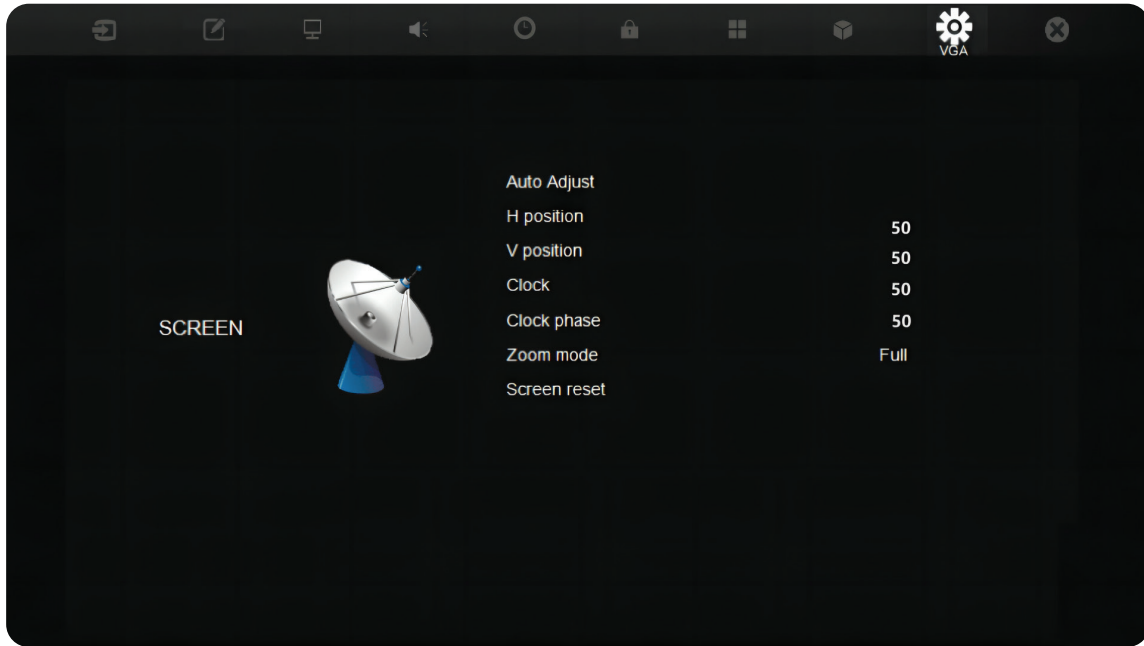 VGA
Auto Adjust
H position 50
V position 50
Clock 50
SCREEN
Clock phase 50
Zoom mode Full
Screen reset